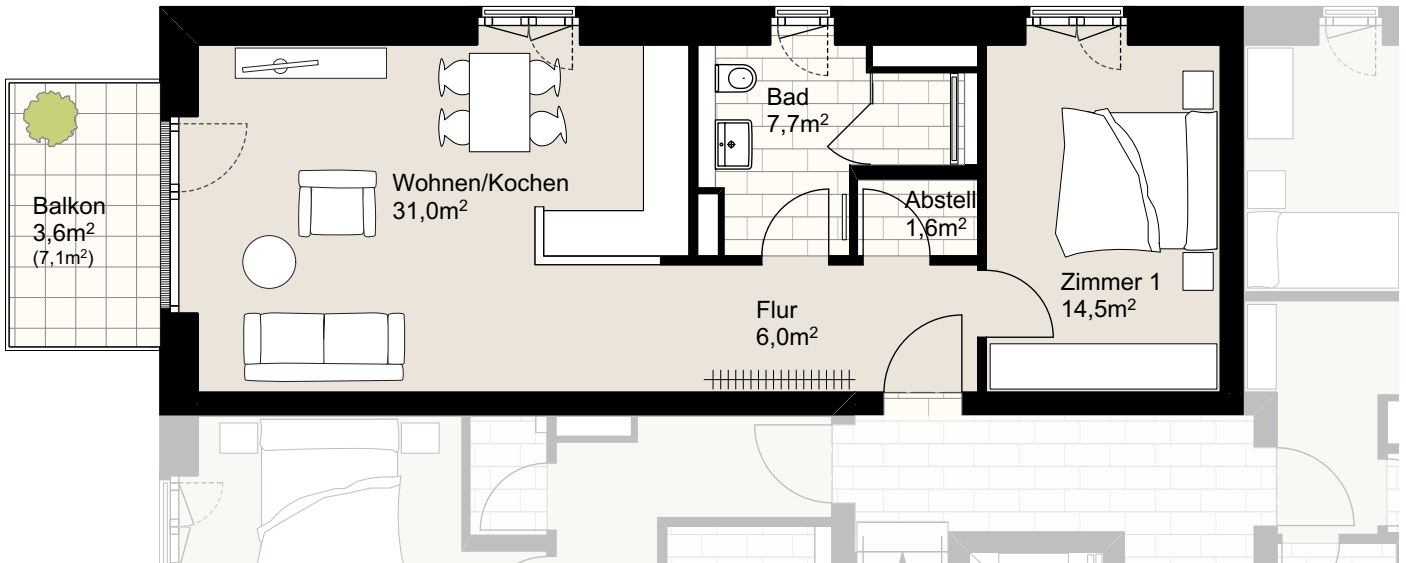 Balkon
3,6m²
(7,1m²)
Wohnen/Kochen
31,0m²
Bad
7,7m²
Abstell
1,6m²
Flur
6,0m²
Zimmer 1
14,5m²